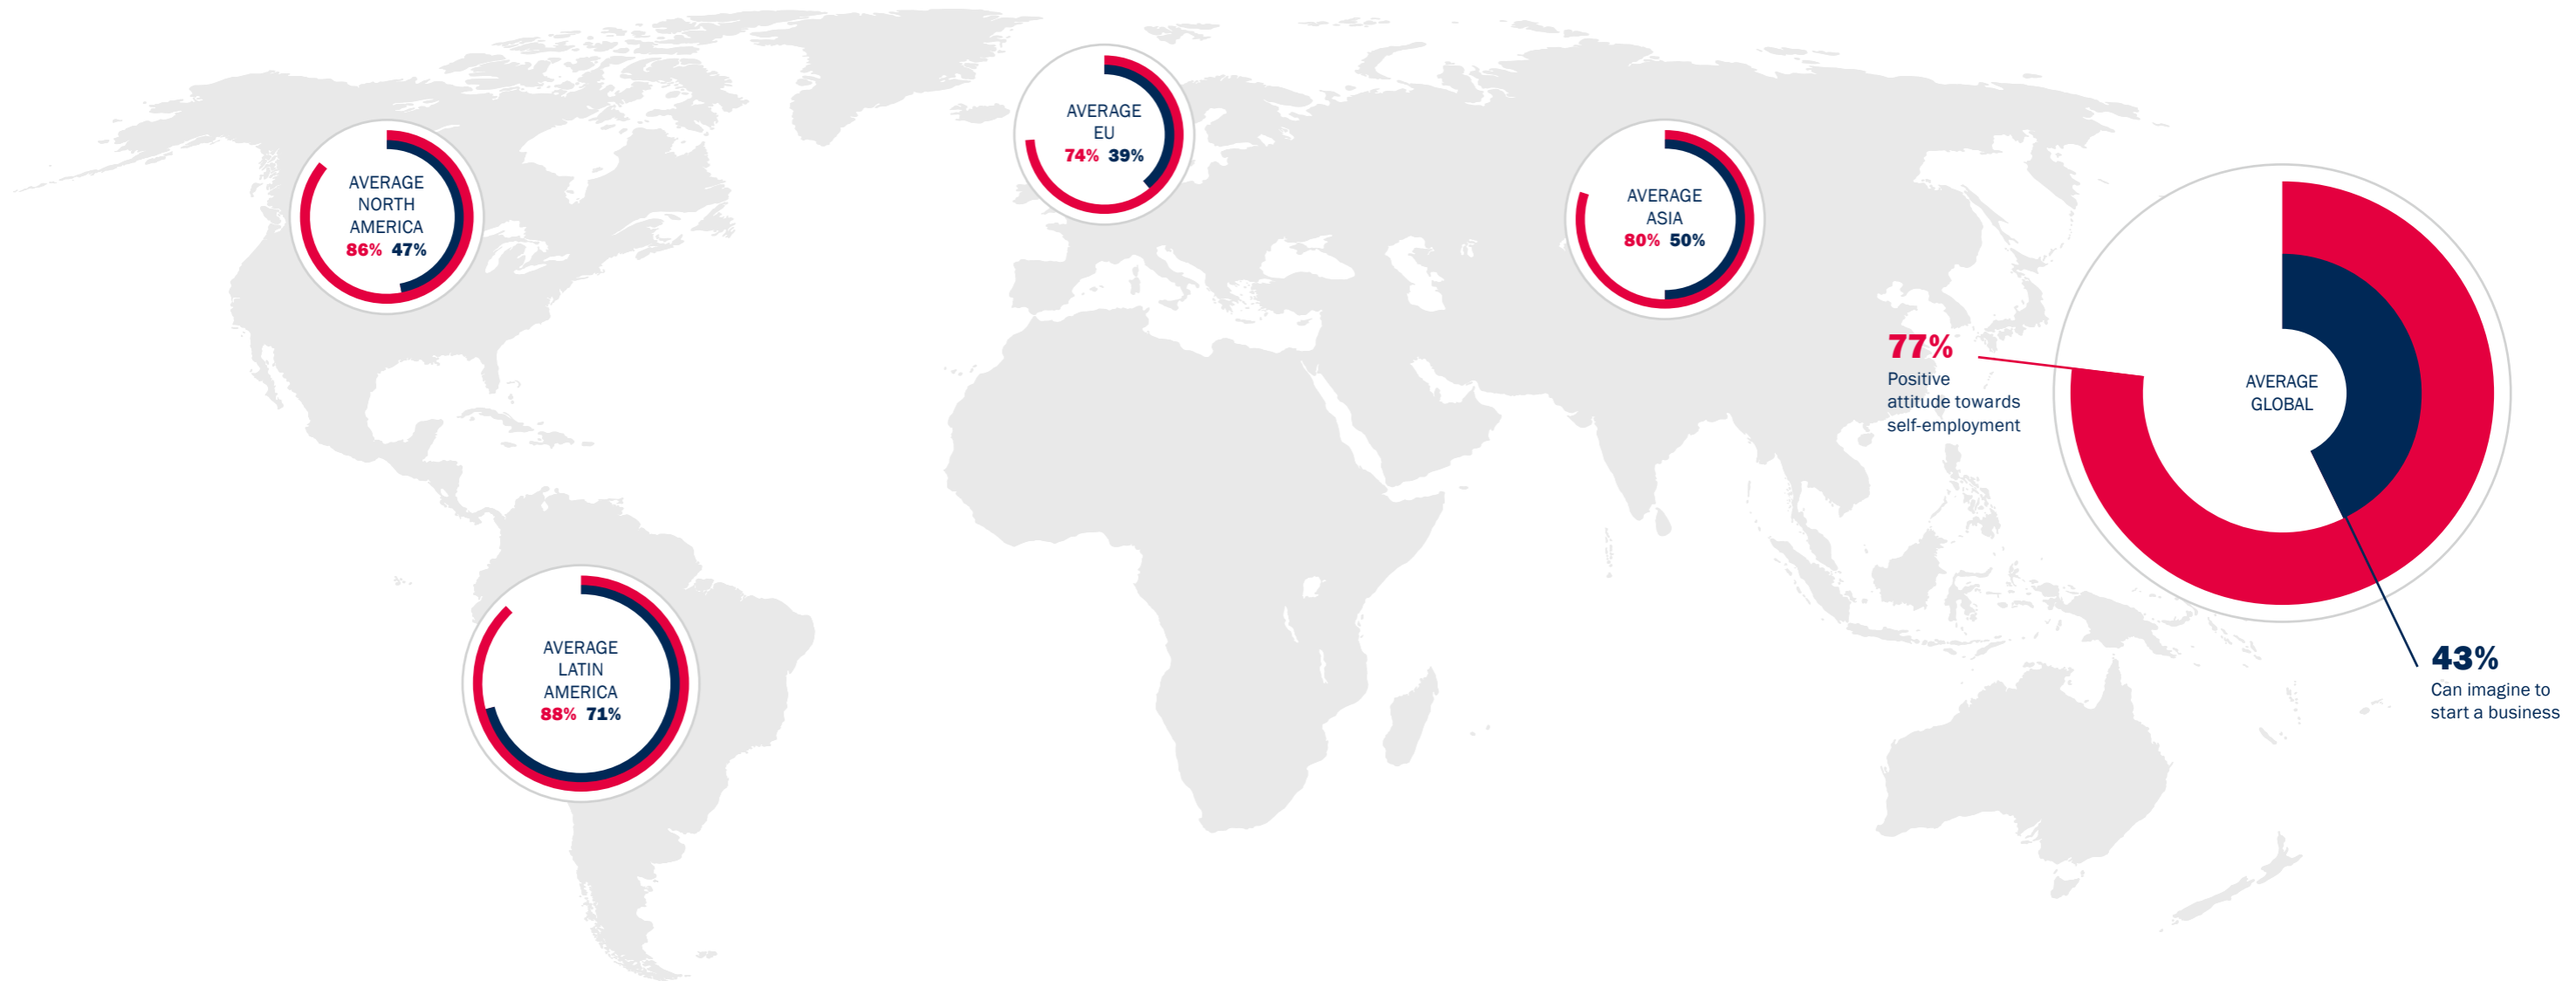 AVERAGE
NORTH
AMERICA
86% 47%
AVERAGE
EU
74% 39%
AVERAGE
ASIA
80% 50%
AVERAGE
LATIN
AMERICA
88% 71%
77%
Positive
attitude towards
self-employment
AVERAGE
GLOBAL
43%
Can imagine to
start a business